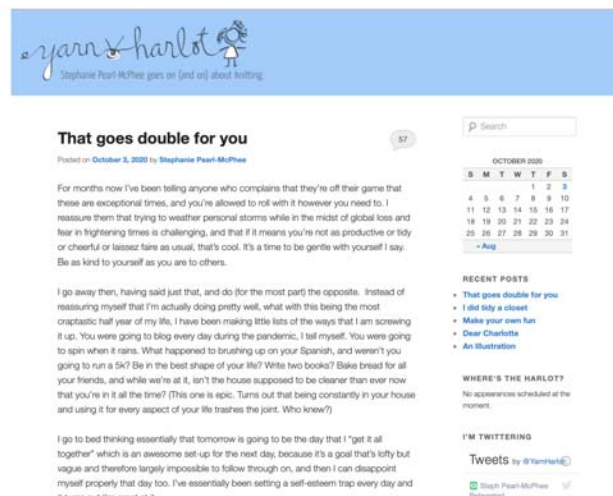 yarn harlot
Stephanie Pearl-McPhee goes on (and on) about knitting.
That goes double for you
57
Posted on October 3, 2020 by Stephanie Pearl-McPhee
For months now I've been telling anyone who complains that they're off their game that
these are exceptional times, and you're allowed to roll with it however you need to. I
reassure them that trying to weather personal storms while in the midst of global loss and
fear in frightening times is challenging, and that if it means you're not as productive or tidy
or cheerful or laissez faire as usual, that's cool. It's a time to be gentle with yourself I say.
Be as kind to yourself as you are to others.
I go away then, having said just that, and do (for the most part) the opposite. Instead of
reassuring myself that I'm actually doing pretty well, what with this being the most
craptastic half year of my life, I have been making little lists of the ways that I am screwing
it up. You were going to blog every day during the pandemic, I tell myself. You were going
to spin when it rains. What happened to brushing up on your Spanish, and weren't you
going to run a 5k? Be in the best shape of your life? Write two books? Bake bread for all
your friends, and while we're at it, isn't the house supposed to be cleaner than ever now
that you're in it all the time? (This one is epic. Turns out that being constantly in your house
and using it for every aspect of your life trashes the joint. Who knew?)
I go to bed thinking essentially that tomorrow is going to be the day that I "get it all
together" which is an awesome set-up for the next day, because it's a goal that's lofty but
vague and therefore largely impossible to follow through on, and then I can disappoint
myself properly that day too. I've essentially been setting a self-esteem trap every day and
Search
OCTOBER 2020
S M T W T F S
1 2 3
4 5 6 7 8 9 10
11 12 13 14 15 16 17
18 19 20 21 22 23 24
25 26 27 28 29 30 31
« Aug
RECENT POSTS
That goes double for you
I did tidy a closet
Make your own fun
Dear Charlotte
An Illustration
WHERE'S THE HARLOT?
No appearances scheduled at the
moment.
I'M TWITTERING
Tweets by @YarnHarlot
Steph Pearl-McPhee